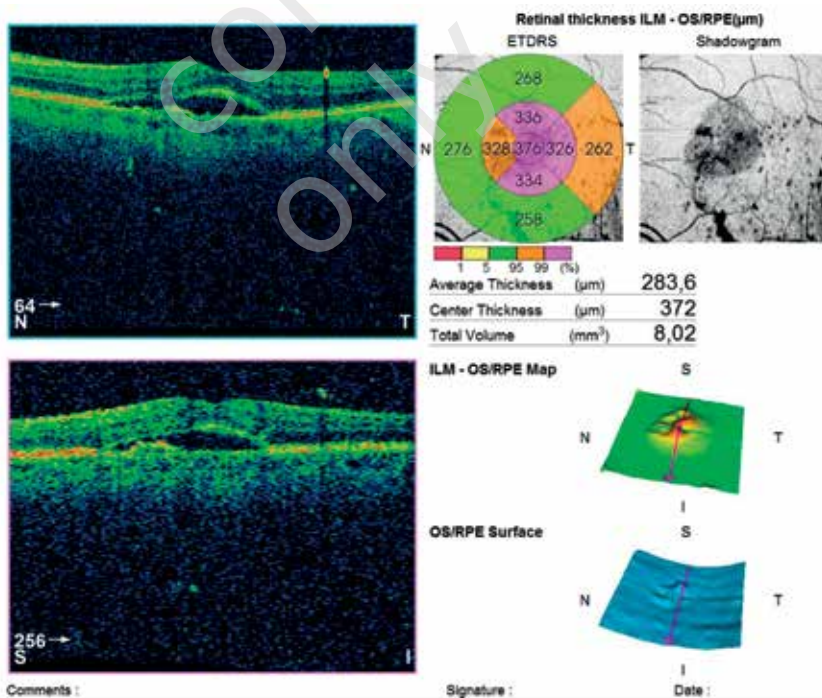 Retinal thickness ILM - OS/RPE(µm)
ETDRS
Shadowgram
268
336
N 276 328 376 326 262 T
334
258
1 5 95 99 (%)
Average Thickness (µm) 283,6
Center Thickness (µm) 372
Total Volume (mm³) 8,02
64 →
N T
ILM - OS/RPE Map
S
N T
I
OS/RPE Surface
S
N T
I
256 →
S I
Comments : Signature : Date :
only